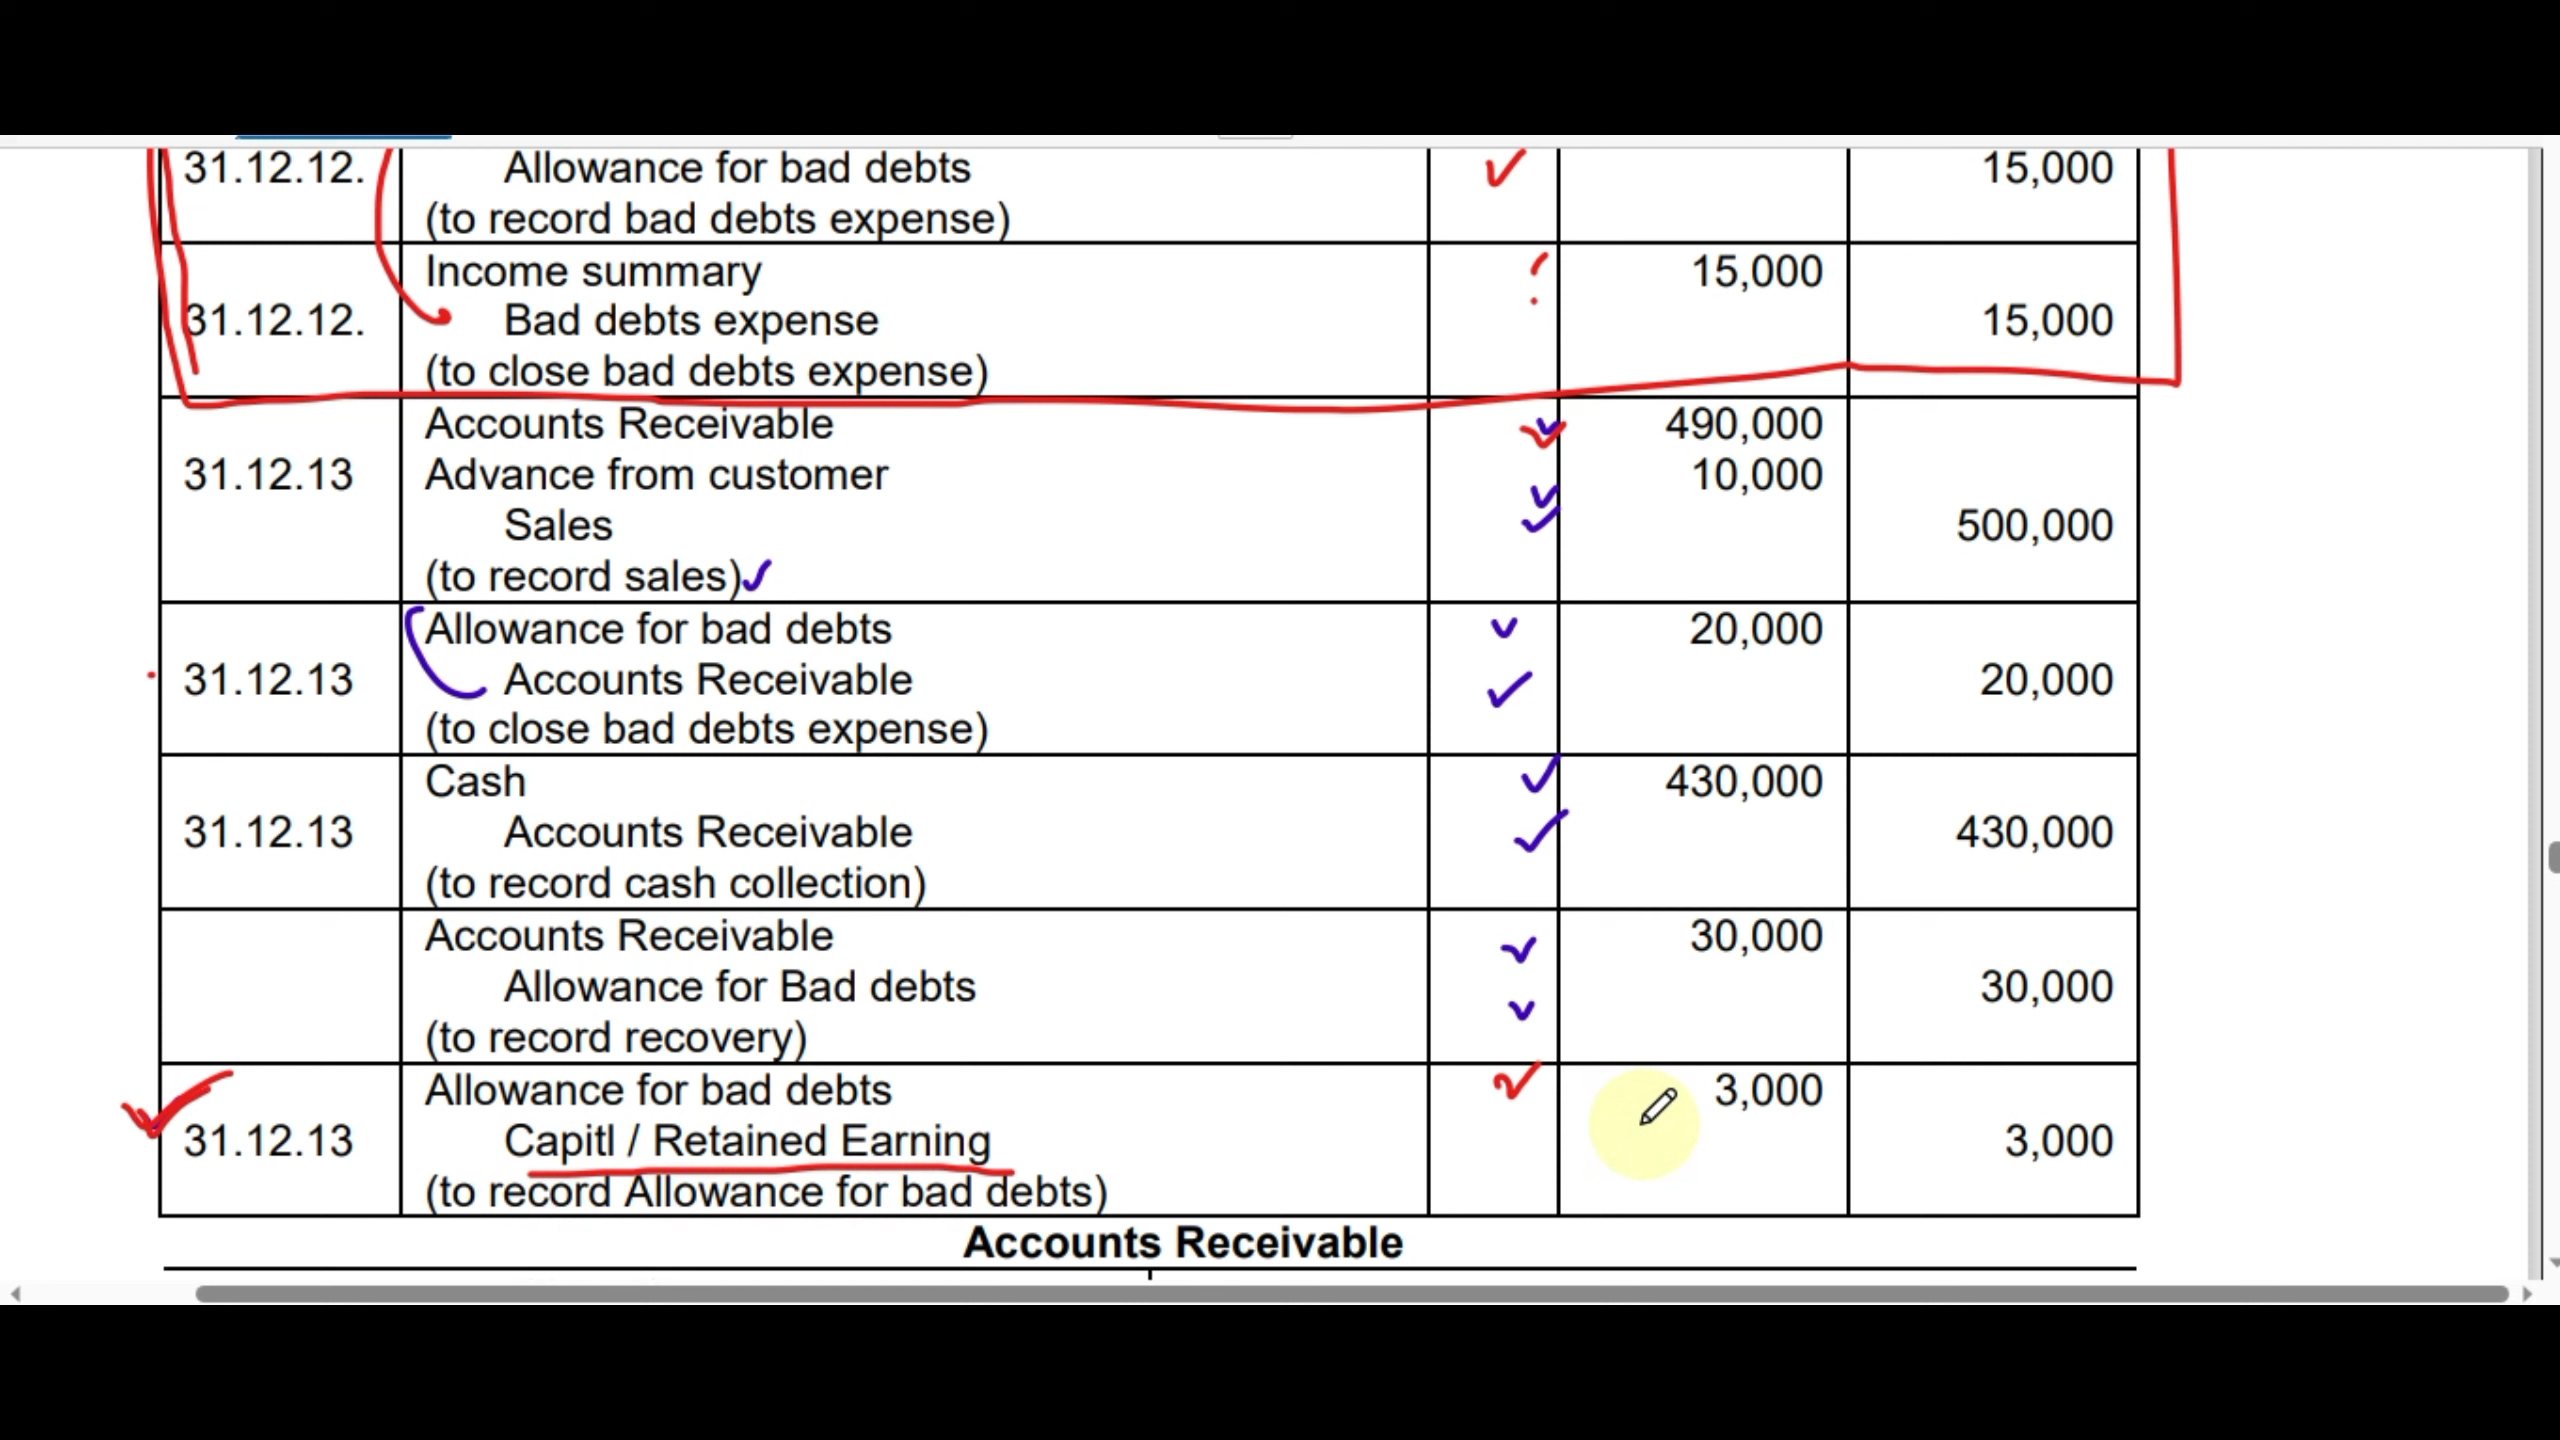 31.12.12. Allowance for bad debts 15,000
(to record bad debts expense)
Income summary 15,000
31.12.12. Bad debts expense 15,000
(to close bad debts expense)
Accounts Receivable 490,000
31.12.13 Advance from customer 10,000
Sales 500,000
(to record sales)
Allowance for bad debts 20,000
31.12.13 Accounts Receivable 20,000
(to close bad debts expense)
Cash 430,000
31.12.13 Accounts Receivable 430,000
(to record cash collection)
Accounts Receivable 30,000
Allowance for Bad debts 30,000
(to record recovery)
Allowance for bad debts 3,000
31.12.13 Capitl / Retained Earning 3,000
(to record Allowance for bad debts)
Accounts Receivable